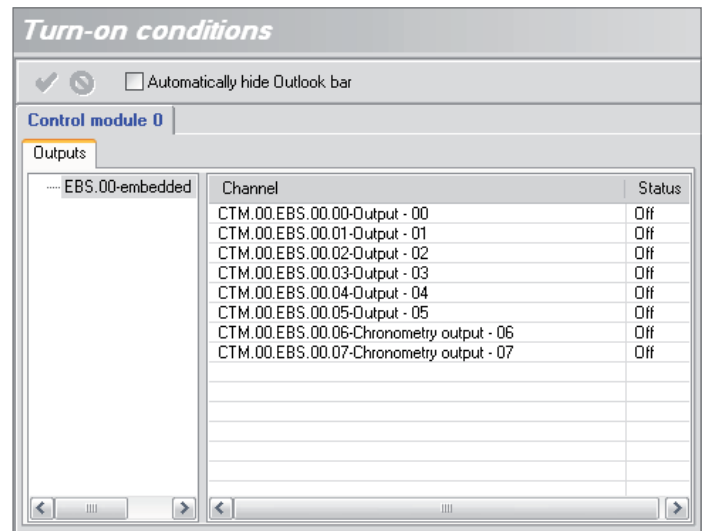 Turn-on conditions
Automatically hide Outlook bar
Control module 0
Outputs
EBS.00-embedded
Channel Status
CTM.00.EBS.00.00-Output - 00 Off
CTM.00.EBS.00.01-Output - 01 Off
CTM.00.EBS.00.02-Output - 02 Off
CTM.00.EBS.00.03-Output - 03 Off
CTM.00.EBS.00.04-Output - 04 Off
CTM.00.EBS.00.05-Output - 05 Off
CTM.00.EBS.00.06-Chronometry output - 06 Off
CTM.00.EBS.00.07-Chronometry output - 07 Off